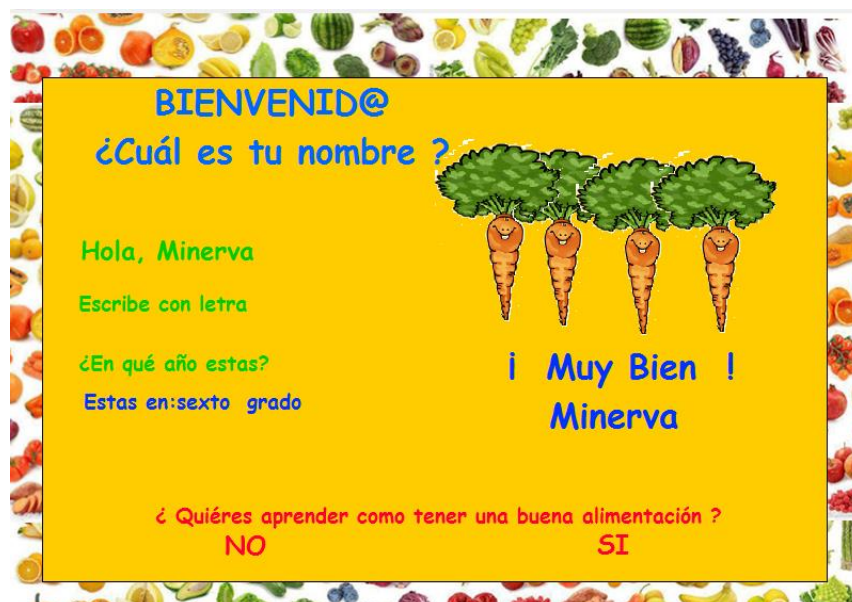 BIENVENID@
¿Cuál es tu nombre ?
Hola, Minerva
Escribe con letra
¿En qué año estas?
Estas en:sexto grado
¡ Muy Bien !
Minerva
¿ Quiéres aprender como tener una buena alimentación ?
NO SI